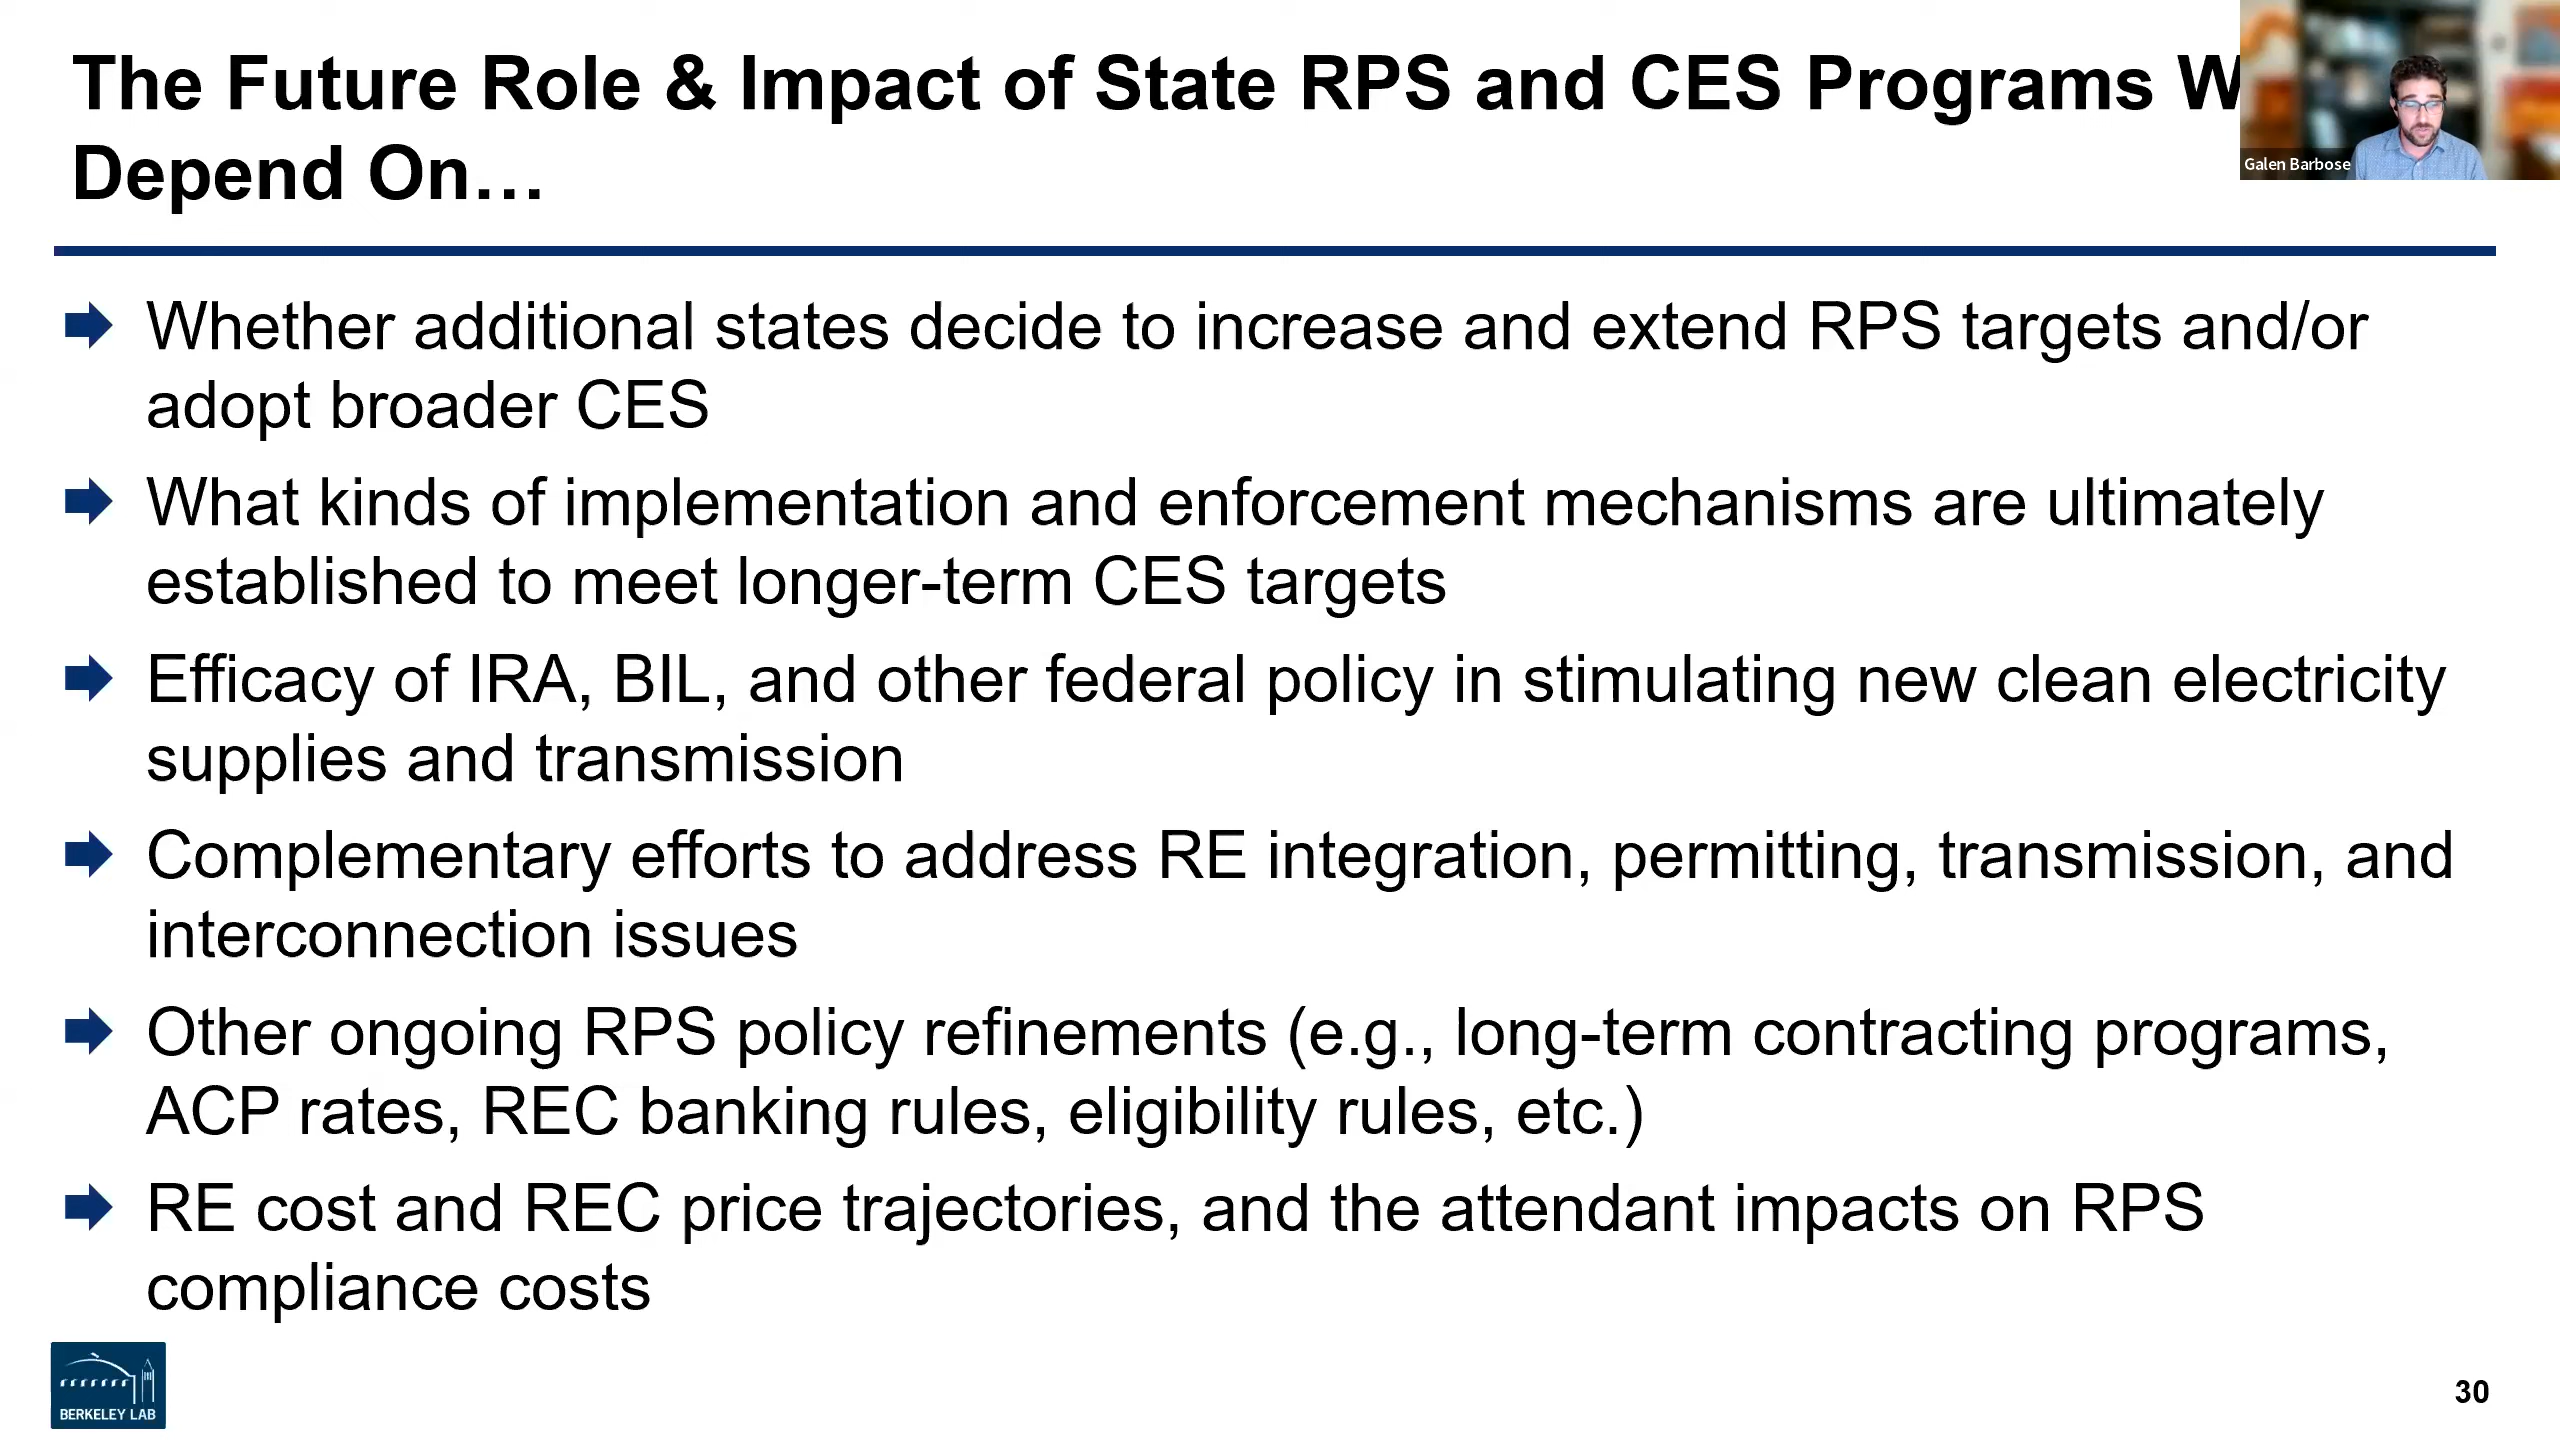 The Future Role & Impact of State RPS and CES Programs
Galen Barbose
Depend On…
Whether additional states decide to increase and extend RPS targets and/or
adopt broader CES
What kinds of implementation and enforcement mechanisms are ultimately
established to meet longer-term CES targets
Efficacy of IRA, BIL, and other federal policy in stimulating new clean electricity
supplies and transmission
Complementary efforts to address RE integration, permitting, transmission, and
interconnection issues
Other ongoing RPS policy refinements (e.g., long-term contracting programs,
ACP rates, REC banking rules, eligibility rules, etc.)
RE cost and REC price trajectories, and the attendant impacts on RPS
compliance costs
BERKELEY LAB
30